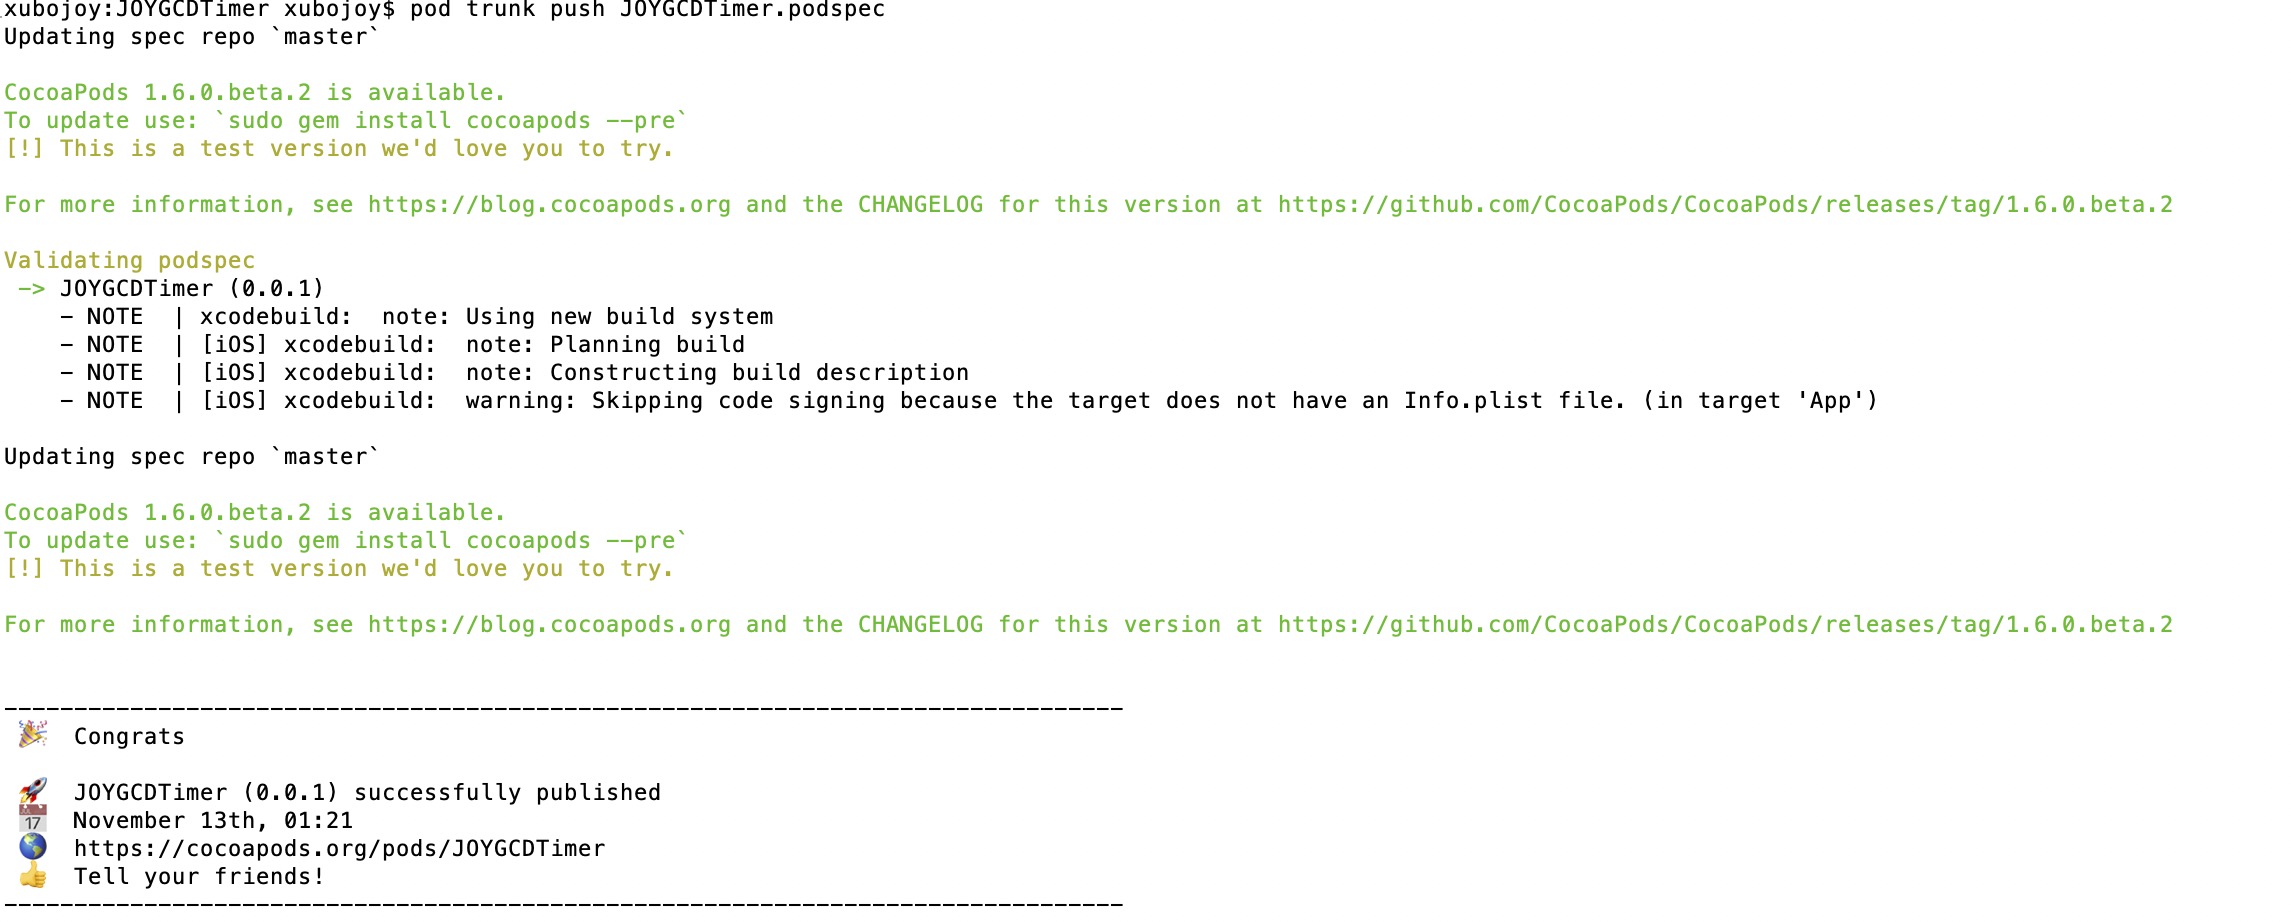 xubojoy:JOYGCDTimer xubojoy$ pod trunk push JOYGCDTimer.podspec
Updating spec repo `master`
CocoaPods 1.6.0.beta.2 is available.
To update use: `sudo gem install cocoapods --pre`
[!] This is a test version we'd love you to try.
For more information, see https://blog.cocoapods.org and the CHANGELOG for this version at https://github.com/CocoaPods/CocoaPods/releases/tag/1.6.0.beta.2
Validating podspec
-> JOYGCDTimer (0.0.1)
- NOTE | xcodebuild: note: Using new build system
- NOTE | [iOS] xcodebuild: note: Planning build
- NOTE | [iOS] xcodebuild: note: Constructing build description
- NOTE | [iOS] xcodebuild: warning: Skipping code signing because the target does not have an Info.plist file. (in target 'App')
Updating spec repo `master`
CocoaPods 1.6.0.beta.2 is available.
To update use: `sudo gem install cocoapods --pre`
[!] This is a test version we'd love you to try.
For more information, see https://blog.cocoapods.org and the CHANGELOG for this version at https://github.com/CocoaPods/CocoaPods/releases/tag/1.6.0.beta.2
--------------------------------------------------------------------------------
🎉 Congrats
🚀 JOYGCDTimer (0.0.1) successfully published
📅 November 13th, 01:21
🌎 https://cocoapods.org/pods/JOYGCDTimer
👍 Tell your friends!
--------------------------------------------------------------------------------